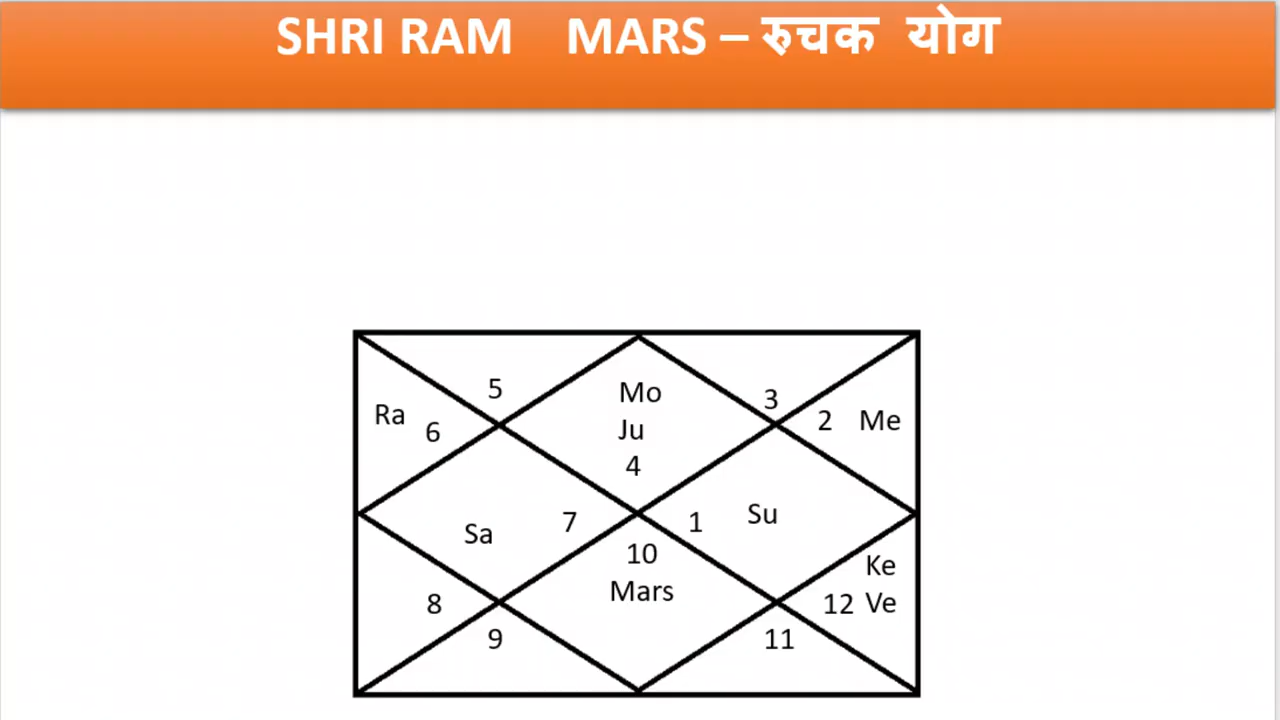 SHRI RAM MARS – रुचक योग
5
Mo
3
Ra
6
Ju
2 Me
4
Sa
7
1
Su
10
Mars
Ke
8
12 Ve
9
11